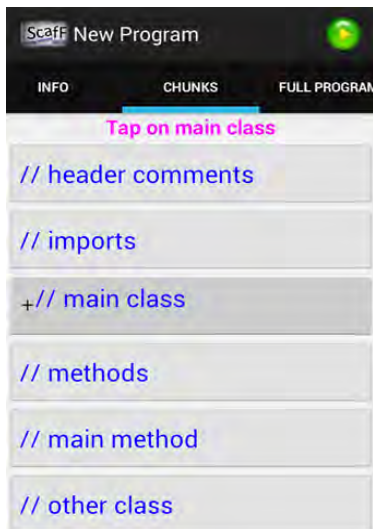 Scaff New Program
INFO CHUNKS FULL PROGRAM
Tap on main class
// header comments
// imports
+// main class
// methods
// main method
// other class